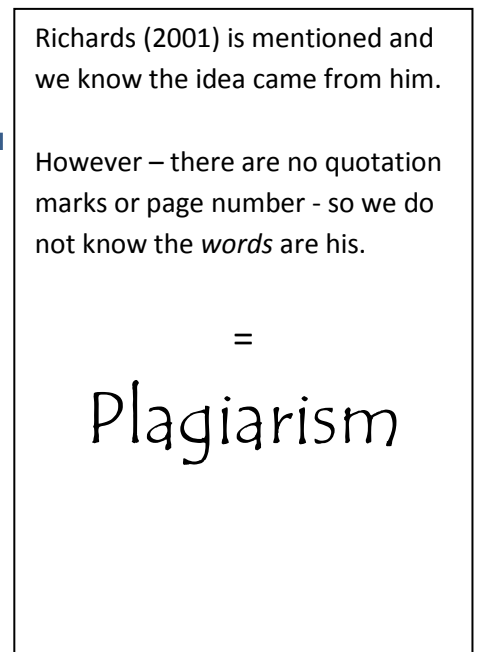 Richards (2001) is mentioned and
we know the idea came from him.
However – there are no quotation
marks or page number - so we do
not know the words are his.
=
Plagiarism